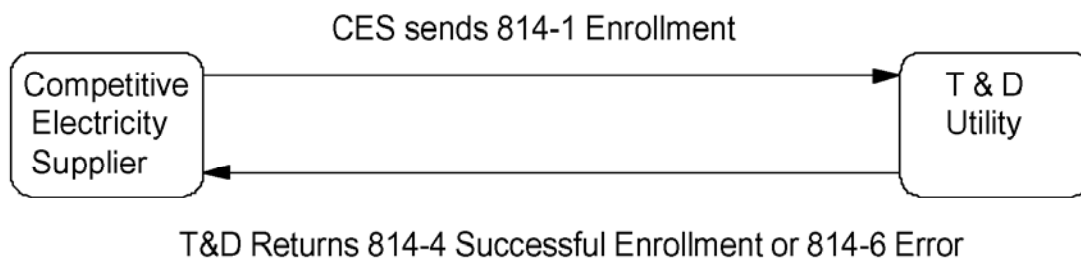 CES sends 814-1 Enrollment
Competitive
Electricity
Supplier
T & D
Utility
T&D Returns 814-4 Successful Enrollment or 814-6 Error